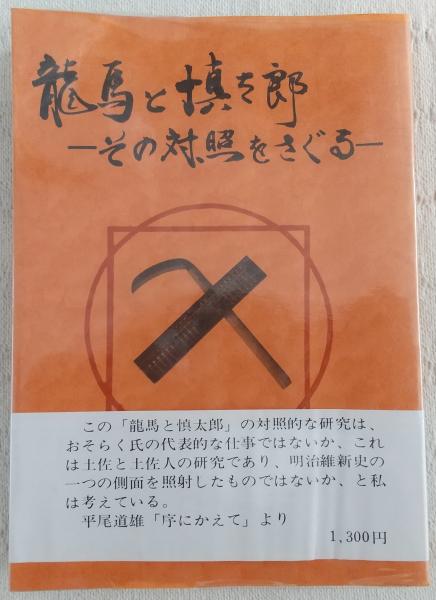 龍馬と慎太郎
―その対照をさぐる―
この「龍馬と慎太郎」の対照的な研究は、
おそらく氏の代表的な仕事ではないか、これ
は土佐と土佐人の研究であり、明治維新史の
一つの側面を照射したものではないか、と私
は考えている。
平尾道雄「序にかえて」より
1,300円